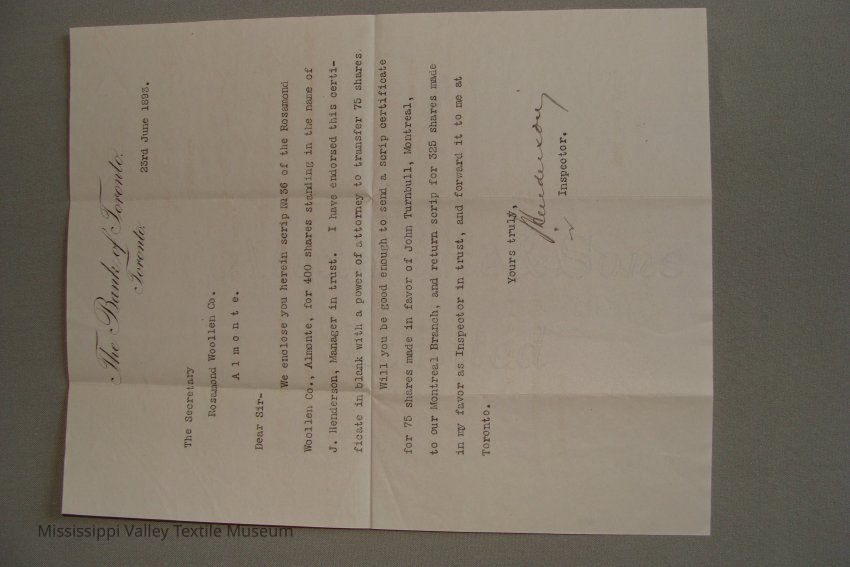 The Bank of Toronto.
Toronto.
23rd June 1893.
The Secretary
Rosamond Woollen Co.
Almonte.
Dear Sir-
We enclose you herein scrip № 36 of the Rosamond
Woollen Co., Almonte, for 400 shares standing in the name of
J. Henderson, Manager in trust. I have endorsed this certi-
ficate in blank with a power of attorney to transfer 75 shares.
Will you be good enough to send a scrip certificate
for 75 shares made in favor of John Turnbull, Montreal,
to our Montreal Branch, and return scrip for 325 shares made
in my favor as Inspector in trust, and forward it to me at
Toronto.
Yours truly,
J Henderson
Inspector.
Mississippi Valley Textile Museum